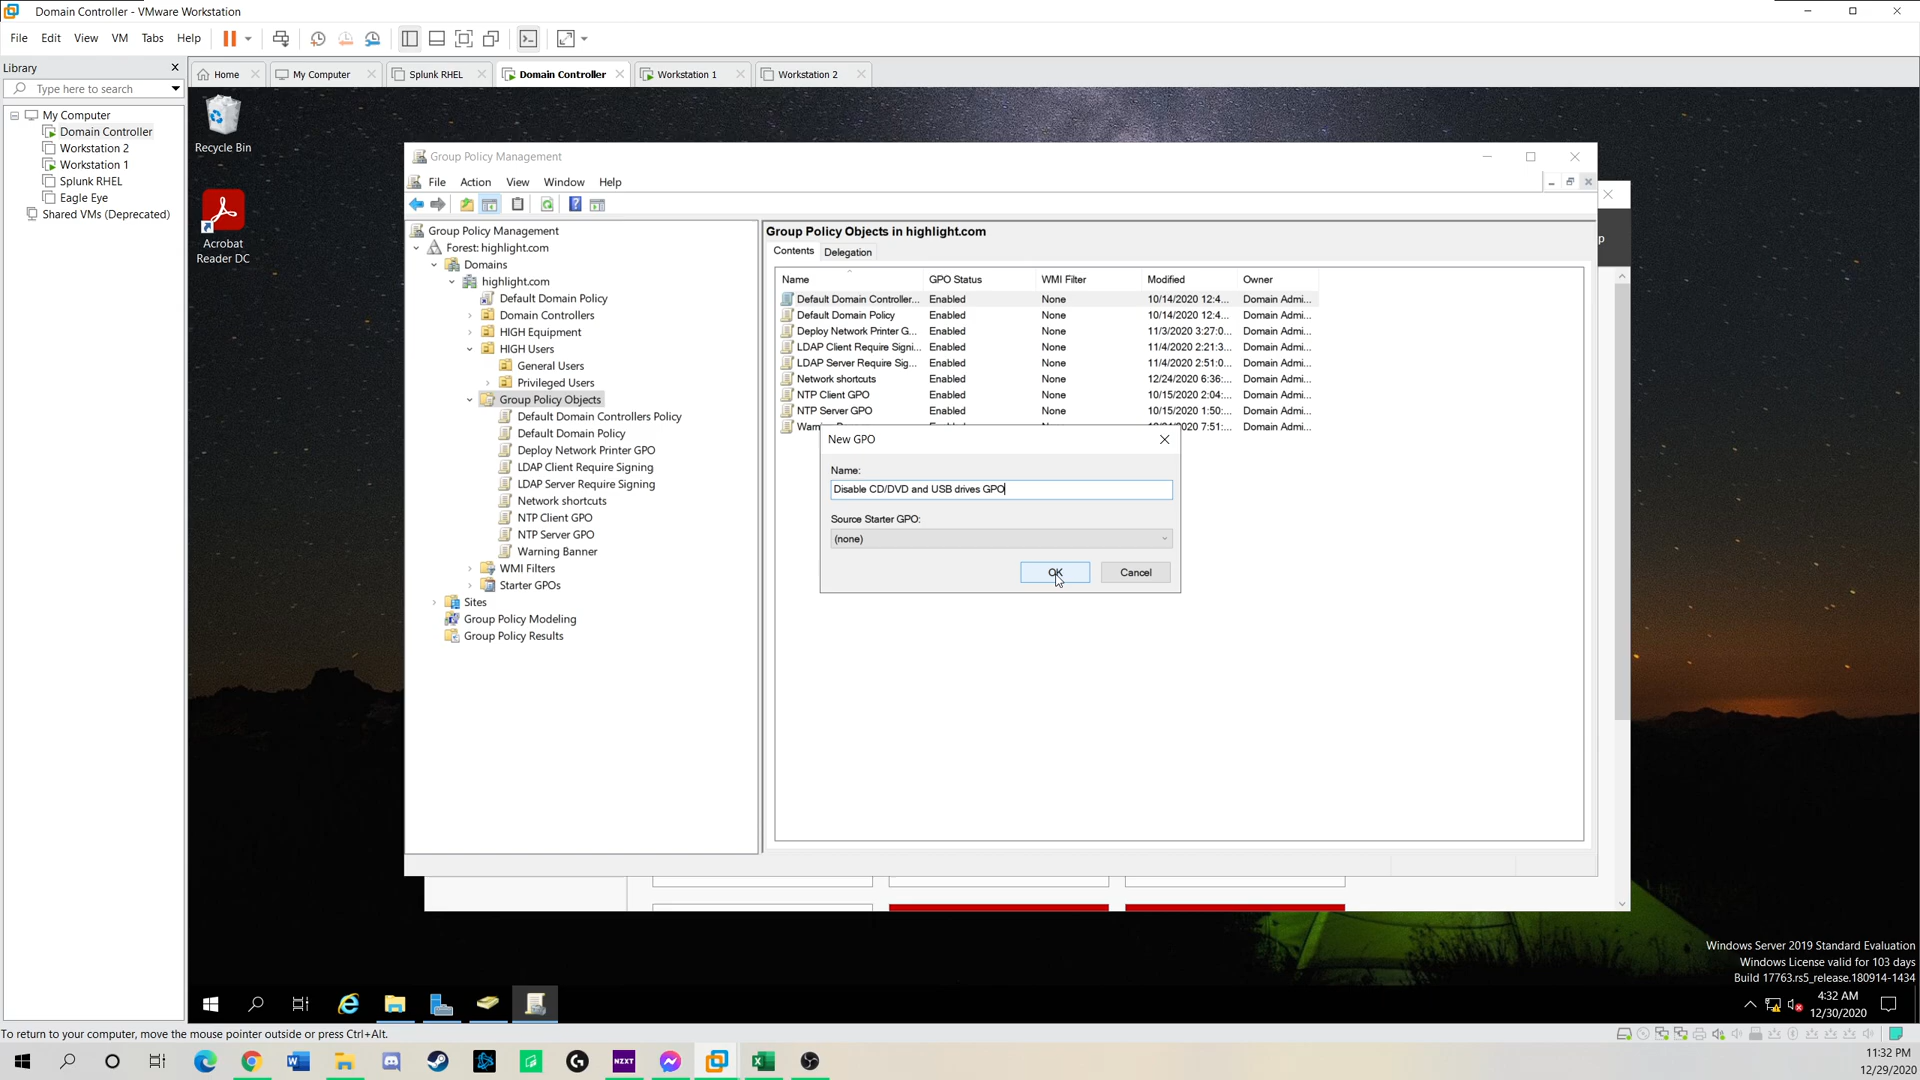 Domain Controller - VMware Workstation
File Edit View VM Tabs Help
Library
Type here to search
My Computer
Domain Controller
Workstation 2
Workstation 1
Splunk RHEL
Eagle Eye
Shared VMs (Deprecated)
Home
My Computer
Splunk RHEL
Domain Controller
Workstation 1
Workstation 2
Recycle Bin
Acrobat
Reader DC
Group Policy Management
File Action View Window Help
Group Policy Management
Forest: highlight.com
Domains
highlight.com
Default Domain Policy
Domain Controllers
HIGH Equipment
HIGH Users
General Users
Privileged Users
Group Policy Objects
Default Domain Controllers Policy
Default Domain Policy
Deploy Network Printer GPO
LDAP Client Require Signing
LDAP Server Require Signing
Network shortcuts
NTP Client GPO
NTP Server GPO
Warning Banner
WMI Filters
Starter GPOs
Sites
Group Policy Modeling
Group Policy Results
Group Policy Objects in highlight.com
Contents Delegation
Name GPO Status WMI Filter Modified Owner
Default Domain Controller... Enabled None 10/14/2020 12:4... Domain Admi...
Default Domain Policy Enabled None 10/14/2020 12:4... Domain Admi...
Deploy Network Printer G... Enabled None 11/3/2020 3:27:0... Domain Admi...
LDAP Client Require Signi... Enabled None 11/4/2020 2:21:3... Domain Admi...
LDAP Server Require Sig... Enabled None 11/4/2020 2:51:0... Domain Admi...
Network shortcuts Enabled None 12/24/2020 6:36:... Domain Admi...
NTP Client GPO Enabled None 10/15/2020 2:04:... Domain Admi...
NTP Server GPO Enabled None 10/15/2020 1:50:... Domain Admi...
Warn 7:51:... Domain Admi...
New GPO
Name:
Disable CD/DVD and USB drives GPO
Source Starter GPO:
(none)
OK Cancel
p
Windows Server 2019 Standard Evaluation
Windows License valid for 103 days
Build 17763.rs5_release.180914-1434
4:32 AM
12/30/2020
To return to your computer, move the mouse pointer outside or press Ctrl+Alt.
NZXT
11:32 PM
12/29/2020